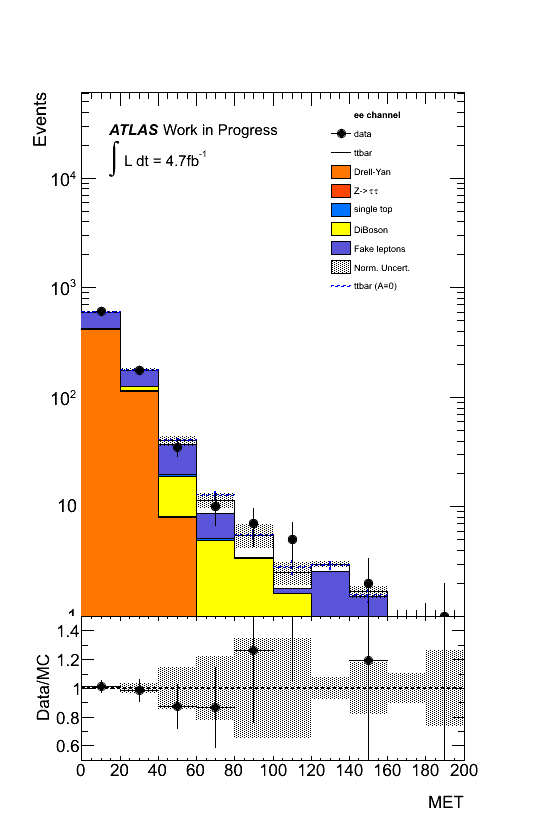 Events
ATLAS Work in Progress
∫ L dt = 4.7fb⁻¹
ee channel
data
ttbar
Drell-Yan
Z->ττ
single top
DiBoson
Fake leptons
Norm. Uncert.
ttbar (A=0)
10⁴
10³
10²
10
1
Data/MC
1.4
1.2
1
0.8
0.6
0 20 40 60 80 100 120 140 160 180 200
MET